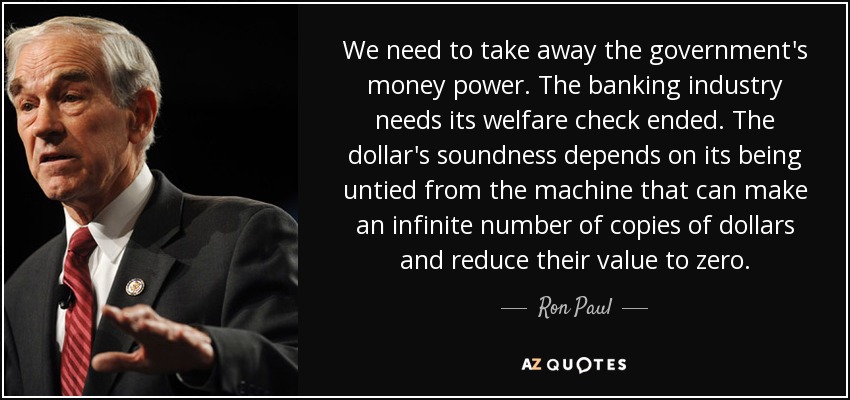 We need to take away the government's
money power. The banking industry
needs its welfare check ended. The
dollar's soundness depends on its being
untied from the machine that can make
an infinite number of copies of dollars
and reduce their value to zero.
Ron Paul
AZ QUOTES